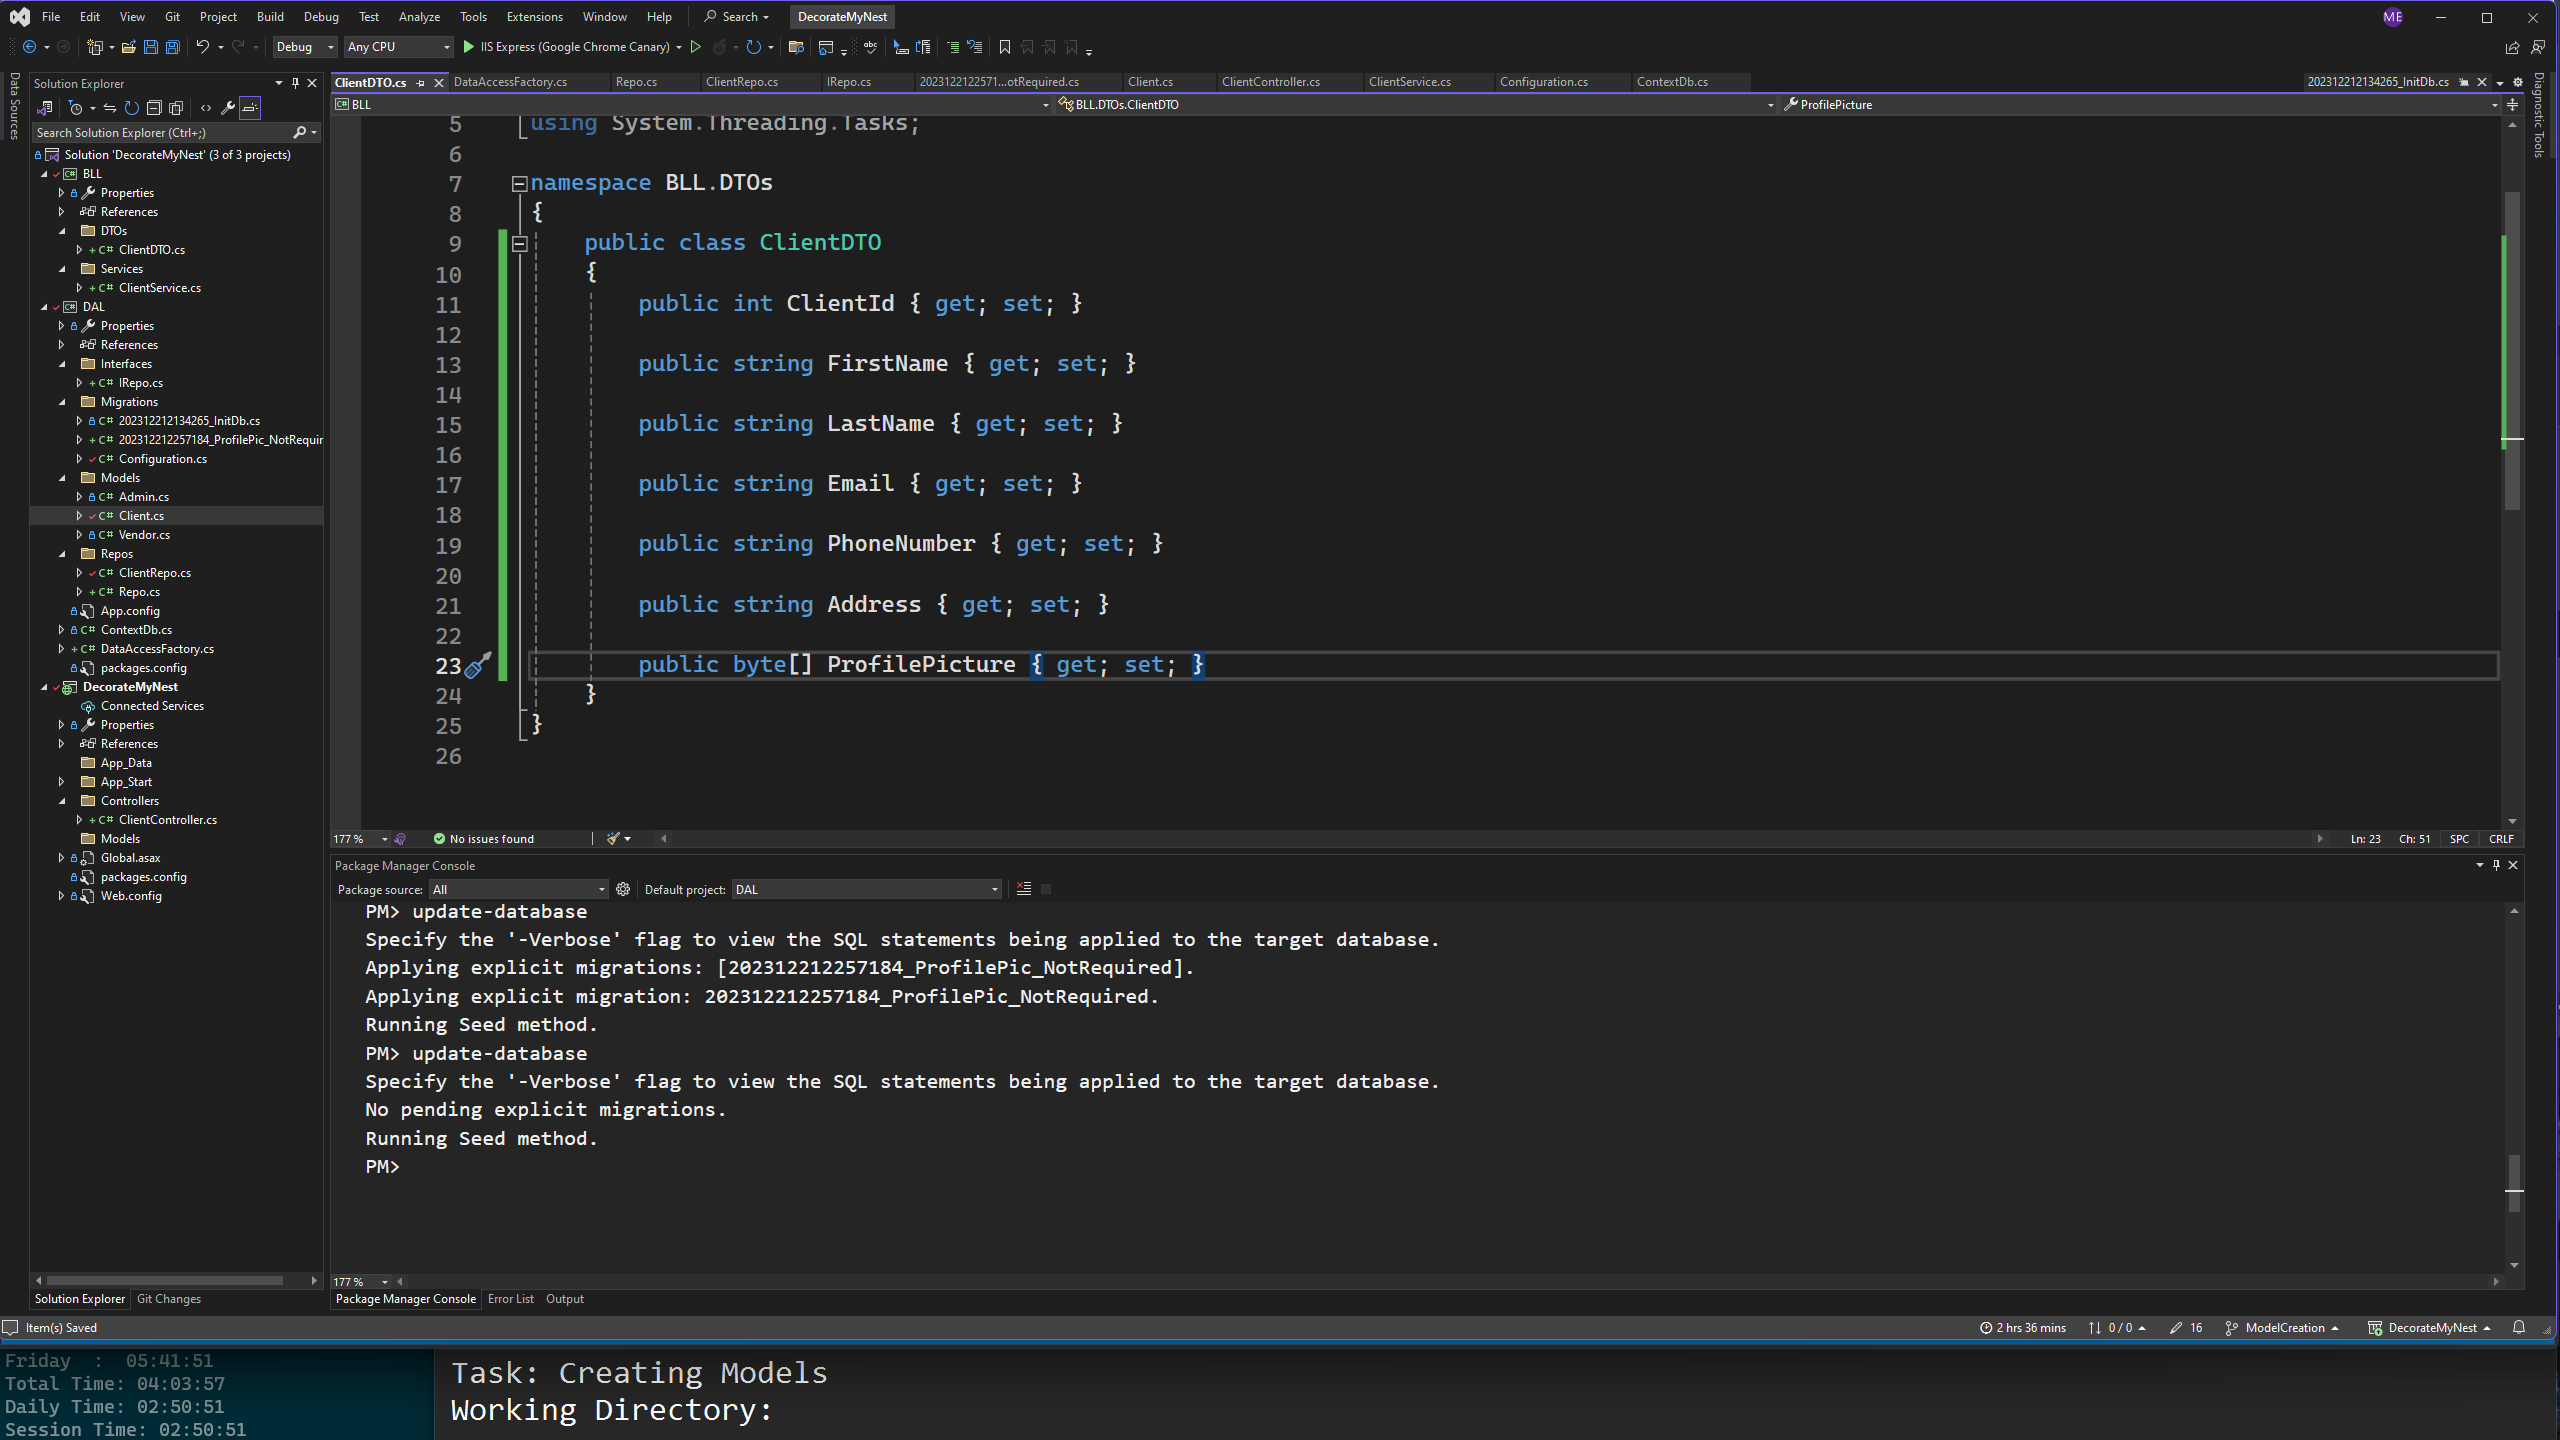 File Edit View Git Project Build Debug Test Analyze Tools Extensions Window Help Search DecorateMyNest ME
Debug Any CPU IIS Express (Google Chrome Canary)
Data Sources
Solution Explorer
Search Solution Explorer (Ctrl+;)
Solution 'DecorateMyNest' (3 of 3 projects)
BLL
Properties
References
DTOs
C# ClientDTO.cs
Services
C# ClientService.cs
DAL
Properties
References
Interfaces
C# IRepo.cs
Migrations
C# 202312212134265_InitDb.cs
C# 202312212257184_ProfilePic_NotRequir
C# Configuration.cs
Models
C# Admin.cs
C# Client.cs
C# Vendor.cs
Repos
C# ClientRepo.cs
C# Repo.cs
App.config
C# ContextDb.cs
C# DataAccessFactory.cs
packages.config
DecorateMyNest
Connected Services
Properties
References
App_Data
App_Start
Controllers
C# ClientController.cs
Models
Global.asax
packages.config
Web.config
Solution Explorer Git Changes
ClientDTO.cs DataAccessFactory.cs Repo.cs ClientRepo.cs IRepo.cs 2023122122571...otRequired.cs Client.cs ClientController.cs ClientService.cs Configuration.cs ContextDb.cs 202312212134265_InitDb.cs
BLL BLL.DTOs.ClientDTO ProfilePicture
Diagnostic Tools
5 using System.Threading.Tasks;
6
7 namespace BLL.DTOs
8 {
9 public class ClientDTO
10 {
11 public int ClientId { get; set; }
12
13 public string FirstName { get; set; }
14
15 public string LastName { get; set; }
16
17 public string Email { get; set; }
18
19 public string PhoneNumber { get; set; }
20
21 public string Address { get; set; }
22
23 public byte[] ProfilePicture { get; set; }
24 }
25 }
26
177 % No issues found Ln: 23 Ch: 51 SPC CRLF
Package Manager Console
Package source: All Default project: DAL
PM> update-database
Specify the '-Verbose' flag to view the SQL statements being applied to the target database.
Applying explicit migrations: [202312212257184_ProfilePic_NotRequired].
Applying explicit migration: 202312212257184_ProfilePic_NotRequired.
Running Seed method.
PM> update-database
Specify the '-Verbose' flag to view the SQL statements being applied to the target database.
No pending explicit migrations.
Running Seed method.
PM>
177 %
Package Manager Console Error List Output
Item(s) Saved 2 hrs 36 mins 0 / 0 16 ModelCreation DecorateMyNest
Friday : 05:41:51
Total Time: 04:03:57
Daily Time: 02:50:51
Session Time: 02:50:51
Task: Creating Models
Working Directory: